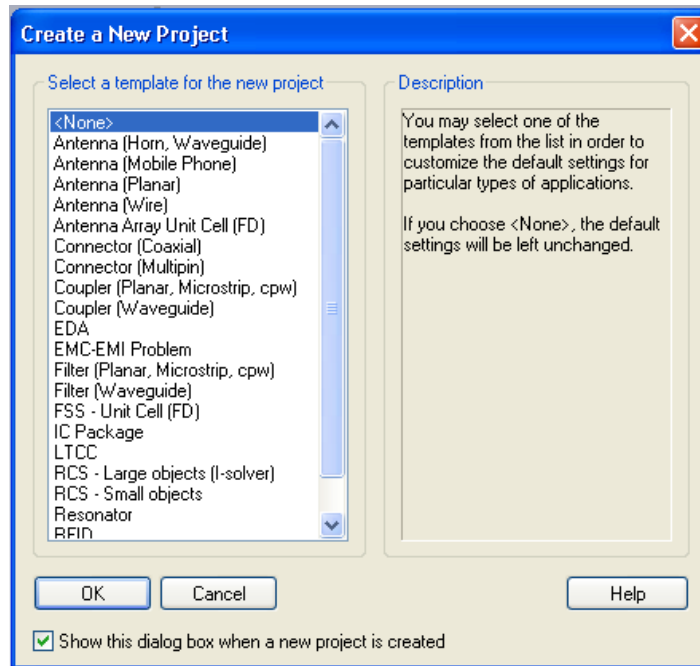 Create a New Project
Select a template for the new project
<None>
Antenna (Horn, Waveguide)
Antenna (Mobile Phone)
Antenna (Planar)
Antenna (Wire)
Antenna Array Unit Cell (FD)
Connector (Coaxial)
Connector (Multipin)
Coupler (Planar, Microstrip, cpw)
Coupler (Waveguide)
EDA
EMC-EMI Problem
Filter (Planar, Microstrip, cpw)
Filter (Waveguide)
FSS - Unit Cell (FD)
IC Package
LTCC
RCS - Large objects (I-solver)
RCS - Small objects
Resonator
RFID
Description
You may select one of the
templates from the list in order to
customize the default settings for
particular types of applications.
If you choose <None>, the default
settings will be left unchanged.
OK
Cancel
Help
Show this dialog box when a new project is created